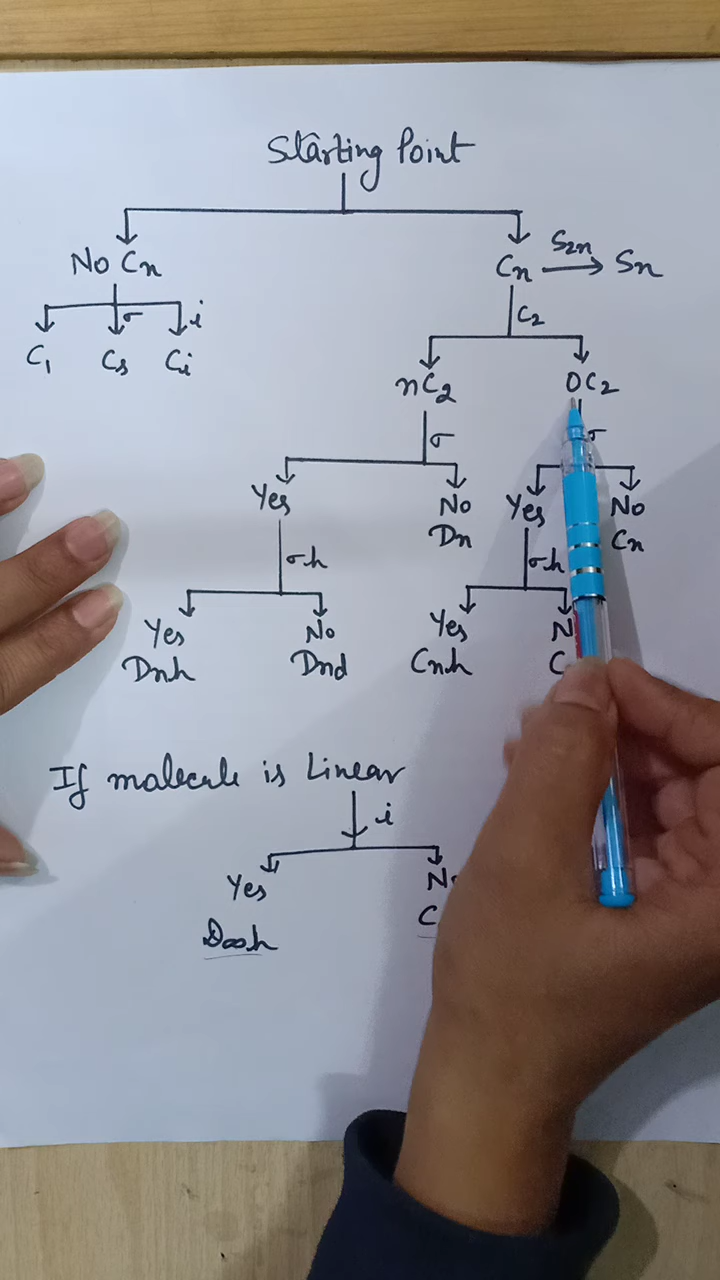 Starting Point
No Cn
Cn S2n Sn
σ i
C2
C1 Cs Ci
nC2 0C2
σ σ
Yes No Yes No
Dn Cn
σh σh
Yes No Yes
Dnh Dnd Cnh
If molecule is Linear
i
Yes
D∞h